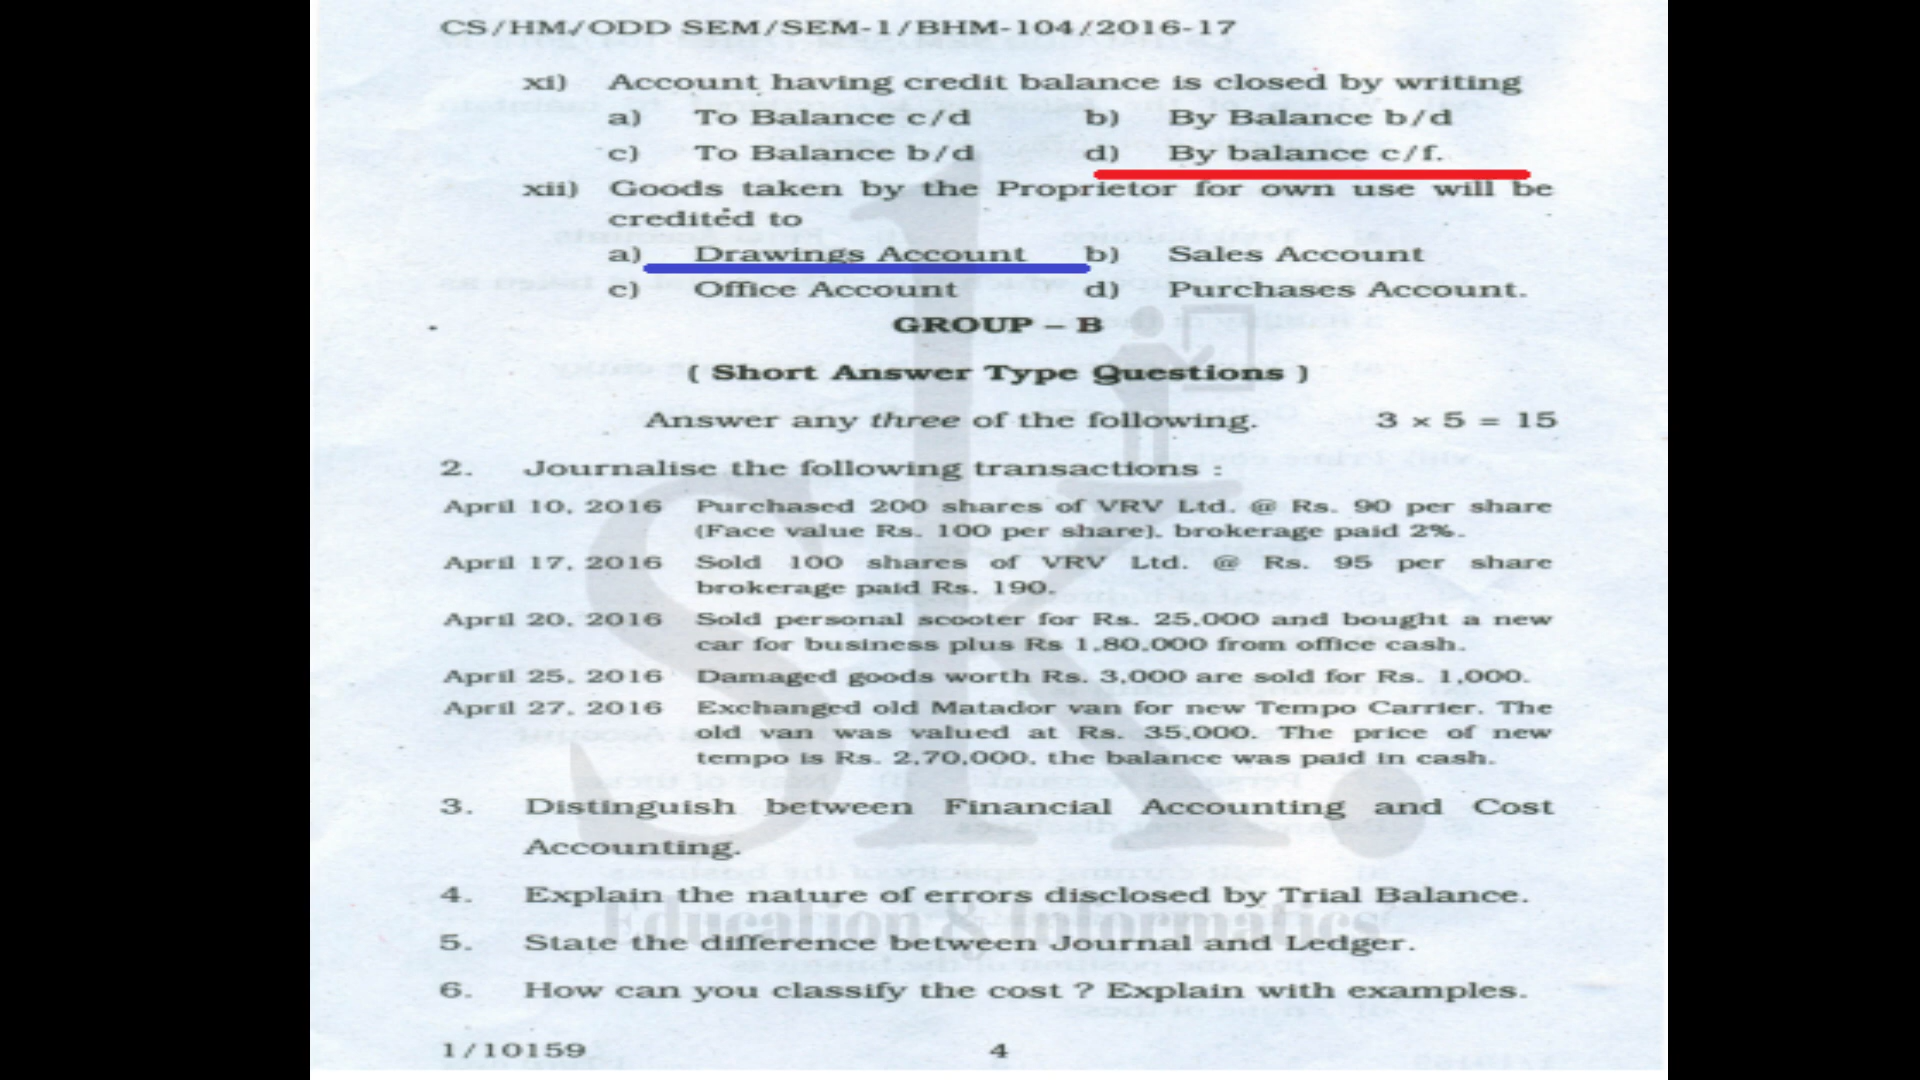 CS/HM/ODD SEM/SEM-1/BHM-104/2016-17
xi) Account having credit balance is closed by writing
a) To Balance c/d b) By Balance b/d
c) To Balance b/d d) By balance c/f.
xii) Goods taken by the Proprietor for own use will be
credited to
a) Drawings Account b) Sales Account
c) Office Account d) Purchases Account.
GROUP – B
( Short Answer Type Questions )
Answer any three of the following. 3 × 5 = 15
2. Journalise the following transactions :
April 10, 2016 Purchased 200 shares of VRV Ltd. @ Rs. 90 per share
(Face value Rs. 100 per share), brokerage paid 2%.
April 17, 2016 Sold 100 shares of VRV Ltd. @ Rs. 95 per share
brokerage paid Rs. 190.
April 20, 2016 Sold personal scooter for Rs. 25,000 and bought a new
car for business plus Rs 1,80,000 from office cash.
April 25, 2016 Damaged goods worth Rs. 3,000 are sold for Rs. 1,000.
April 27, 2016 Exchanged old Matador van for new Tempo Carrier. The
old van was valued at Rs. 35,000. The price of new
tempo is Rs. 2,70,000, the balance was paid in cash.
3. Distinguish between Financial Accounting and Cost
Accounting.
4. Explain the nature of errors disclosed by Trial Balance.
Education & Informatics
5. State the difference between Journal and Ledger.
6. How can you classify the cost ? Explain with examples.
1/10159 4